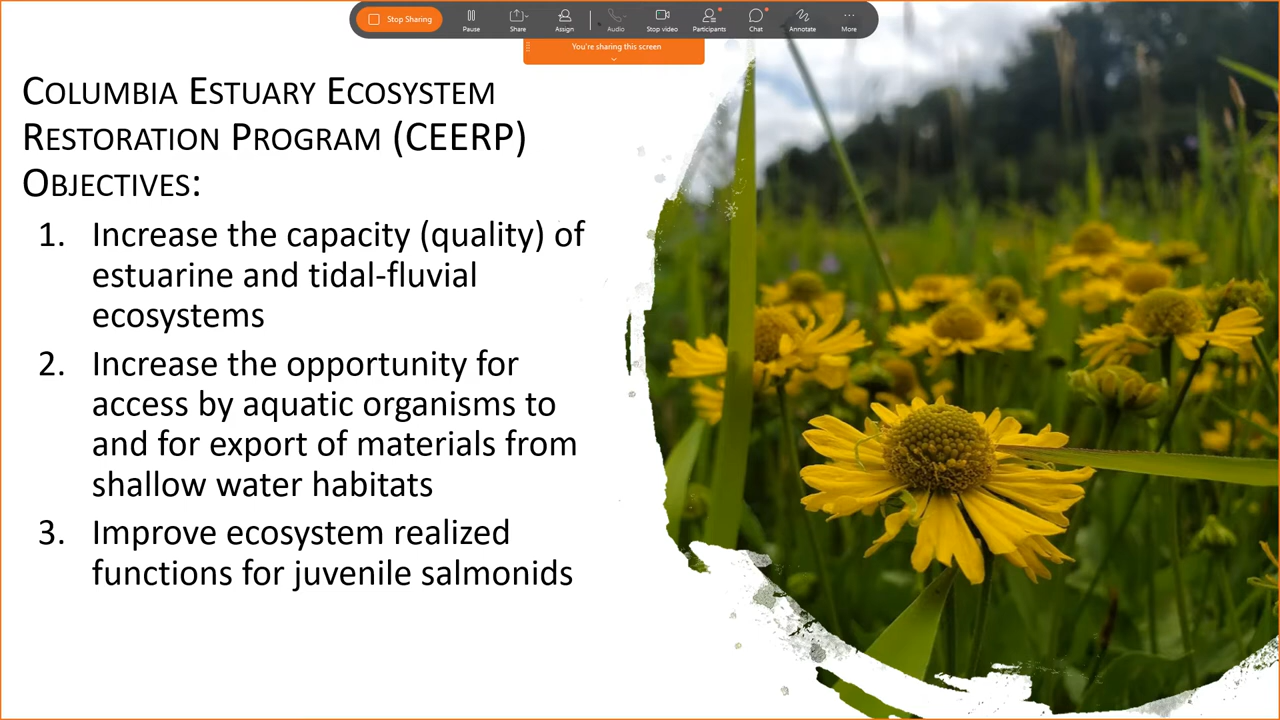 Stop Sharing
Pause
Share
Assign
Audio
Stop video
Participants
Chat
Annotate
More
You're sharing this screen
COLUMBIA ESTUARY ECOSYSTEM
RESTORATION PROGRAM (CEERP)
OBJECTIVES:
1. Increase the capacity (quality) of
estuarine and tidal-fluvial
ecosystems
2. Increase the opportunity for
access by aquatic organisms to
and for export of materials from
shallow water habitats
3. Improve ecosystem realized
functions for juvenile salmonids